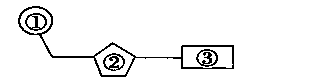 ① ② ③